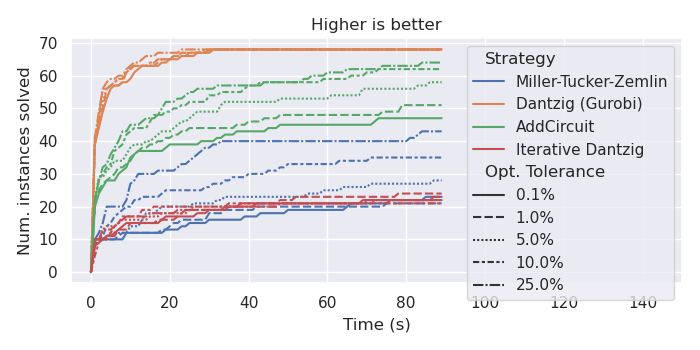 Higher is better
Num. instances solved
70
60
50
40
30
20
10
0
0 20 40 60 80 100 120 140
Time (s)
Strategy
Miller-Tucker-Zemlin
Dantzig (Gurobi)
AddCircuit
Iterative Dantzig
Opt. Tolerance
0.1%
1.0%
5.0%
10.0%
25.0%